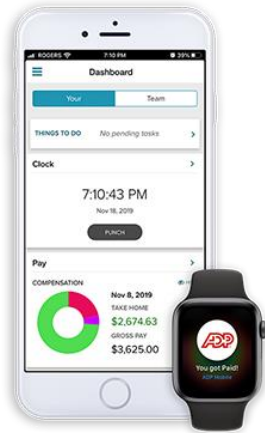 ROGERS 7:10 PM 39%
Dashboard
Your Team
THINGS TO DO No pending tasks
Clock
7:10:43 PM
Nov 18, 2019
PUNCH
Pay
COMPENSATION
Nov 8, 2019
TAKE HOME
$2,674.63
GROSS PAY
$3,625.00
ADP
You got Paid!
ADP Mobile